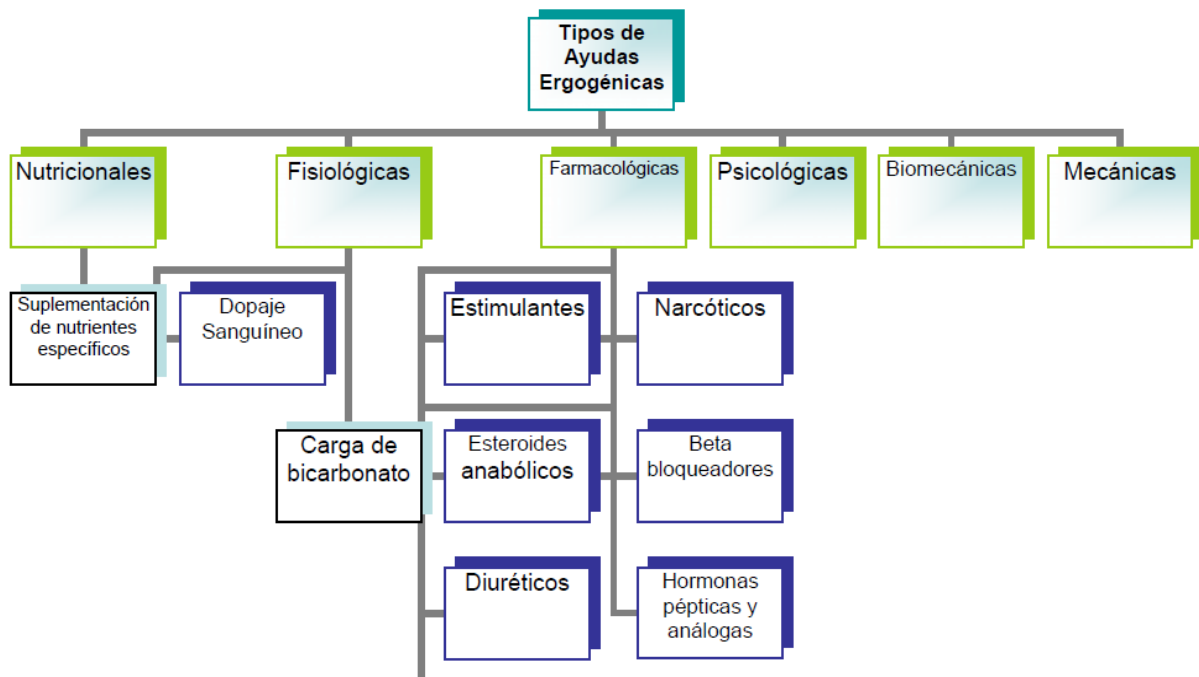 Tipos de
Ayudas
Ergogénicas
Nutricionales
Fisiológicas
Farmacológicas
Psicológicas
Biomecánicas
Mecánicas
Suplementación
de nutrientes
específicos
Dopaje
Sanguíneo
Estimulantes
Narcóticos
Carga de
bicarbonato
Esteroides
anabólicos
Beta
bloqueadores
Diuréticos
Hormonas
pépticas y
análogas